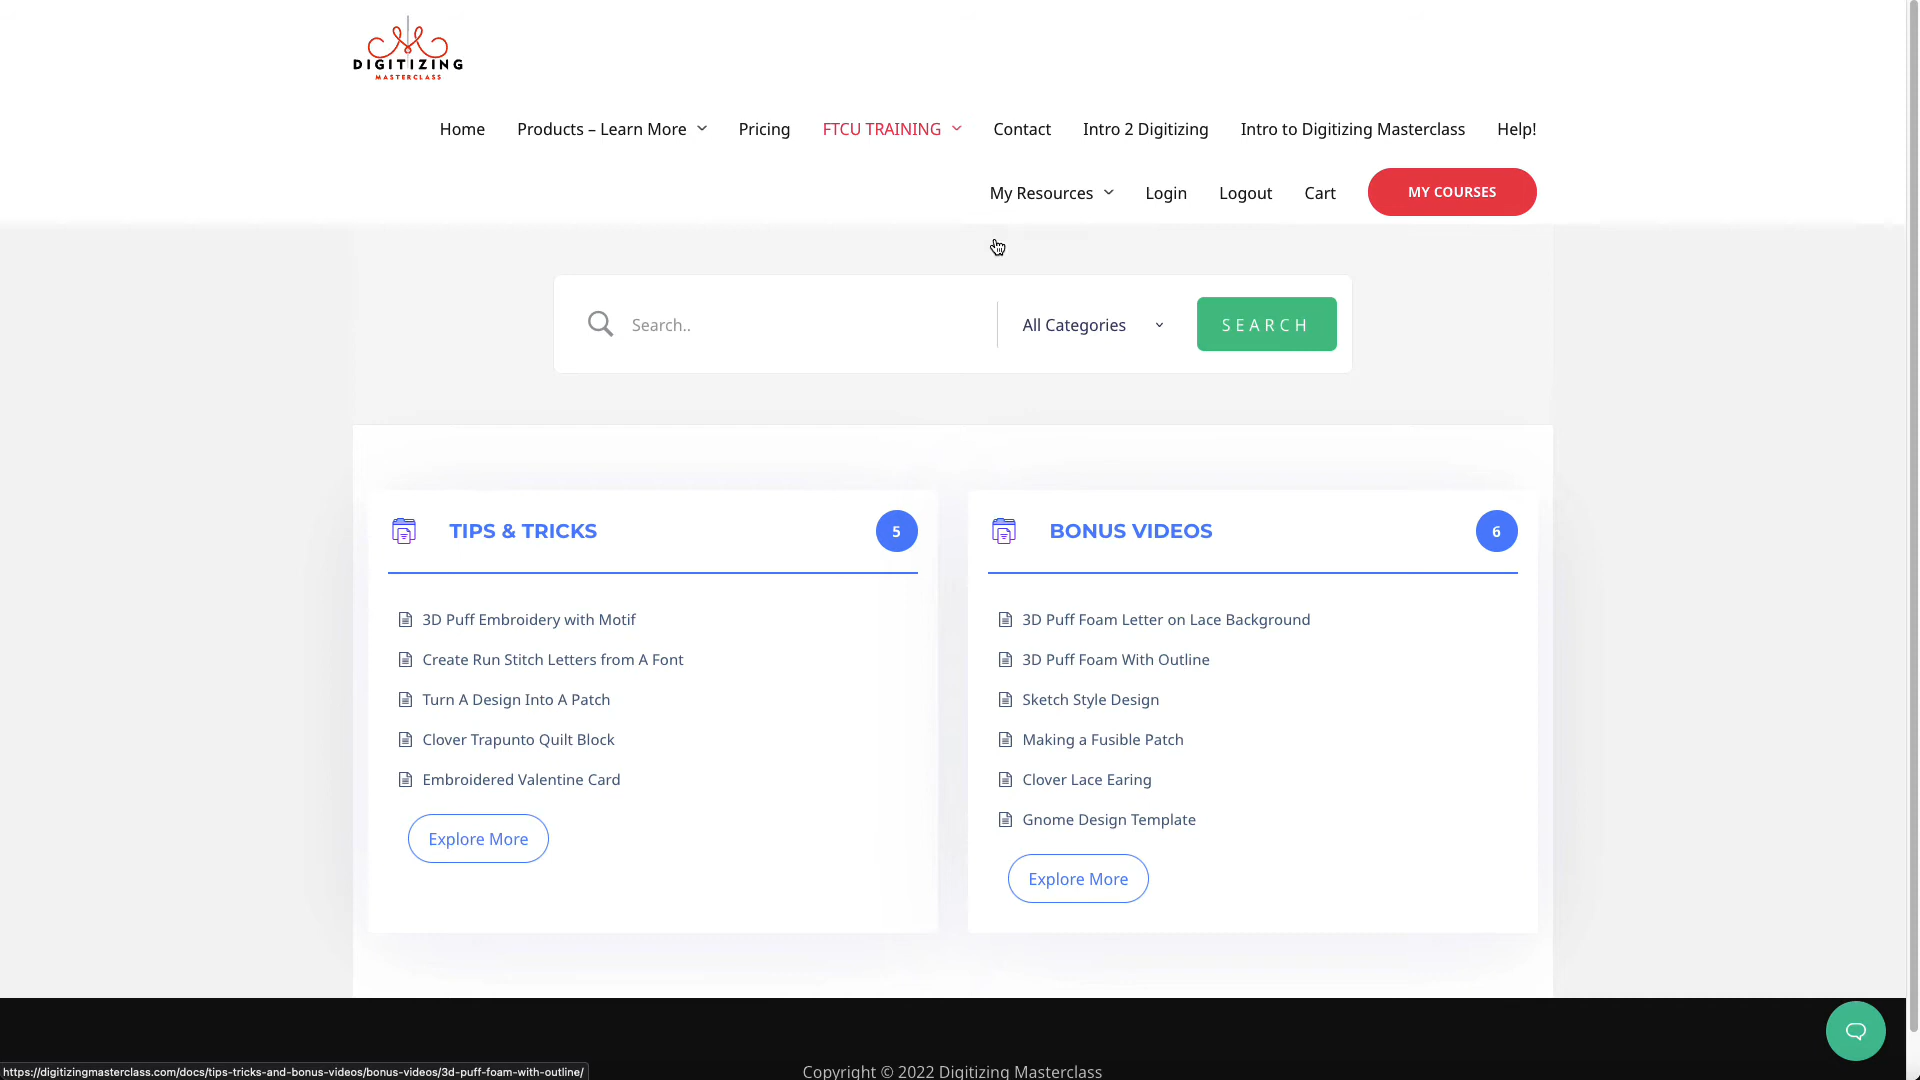 DIGITIZING
MASTERCLASS
Home Products – Learn More Pricing FTCU TRAINING Contact Intro 2 Digitizing Intro to Digitizing Masterclass Help!
My Resources Login Logout Cart MY COURSES
Search.. All Categories SEARCH
TIPS & TRICKS 5
3D Puff Embroidery with Motif
Create Run Stitch Letters from A Font
Turn A Design Into A Patch
Clover Trapunto Quilt Block
Embroidered Valentine Card
Explore More
BONUS VIDEOS 6
3D Puff Foam Letter on Lace Background
3D Puff Foam With Outline
Sketch Style Design
Making a Fusible Patch
Clover Lace Earing
Gnome Design Template
Explore More
https://digitizingmasterclass.com/docs/tips-tricks-and-bonus-videos/bonus-videos/3d-puff-foam-with-outline/
Copyright © 2022 Digitizing Masterclass